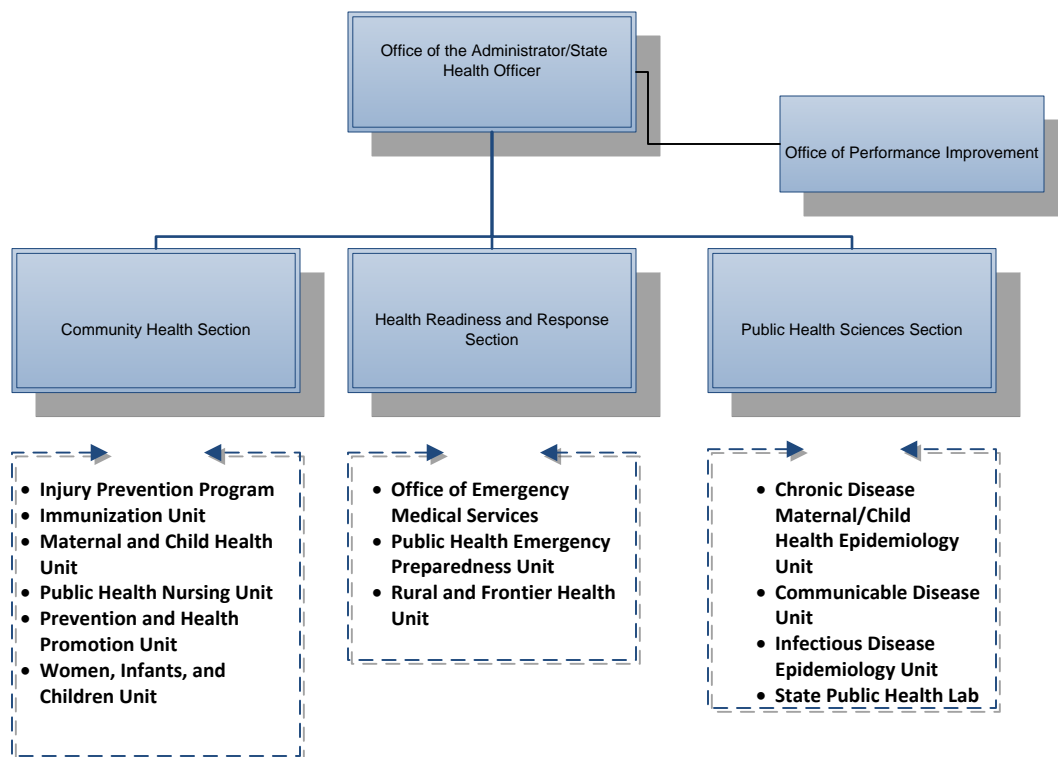 Office of the Administrator/State
Health Officer
Office of Performance Improvement
Community Health Section
Health Readiness and Response
Section
Public Health Sciences Section
• Injury Prevention Program
• Immunization Unit
• Maternal and Child Health
Unit
• Public Health Nursing Unit
• Prevention and Health
Promotion Unit
• Women, Infants, and
Children Unit
• Office of Emergency
Medical Services
• Public Health Emergency
Preparedness Unit
• Rural and Frontier Health
Unit
• Chronic Disease
Maternal/Child
Health Epidemiology
Unit
• Communicable Disease
Unit
• Infectious Disease
Epidemiology Unit
• State Public Health Lab